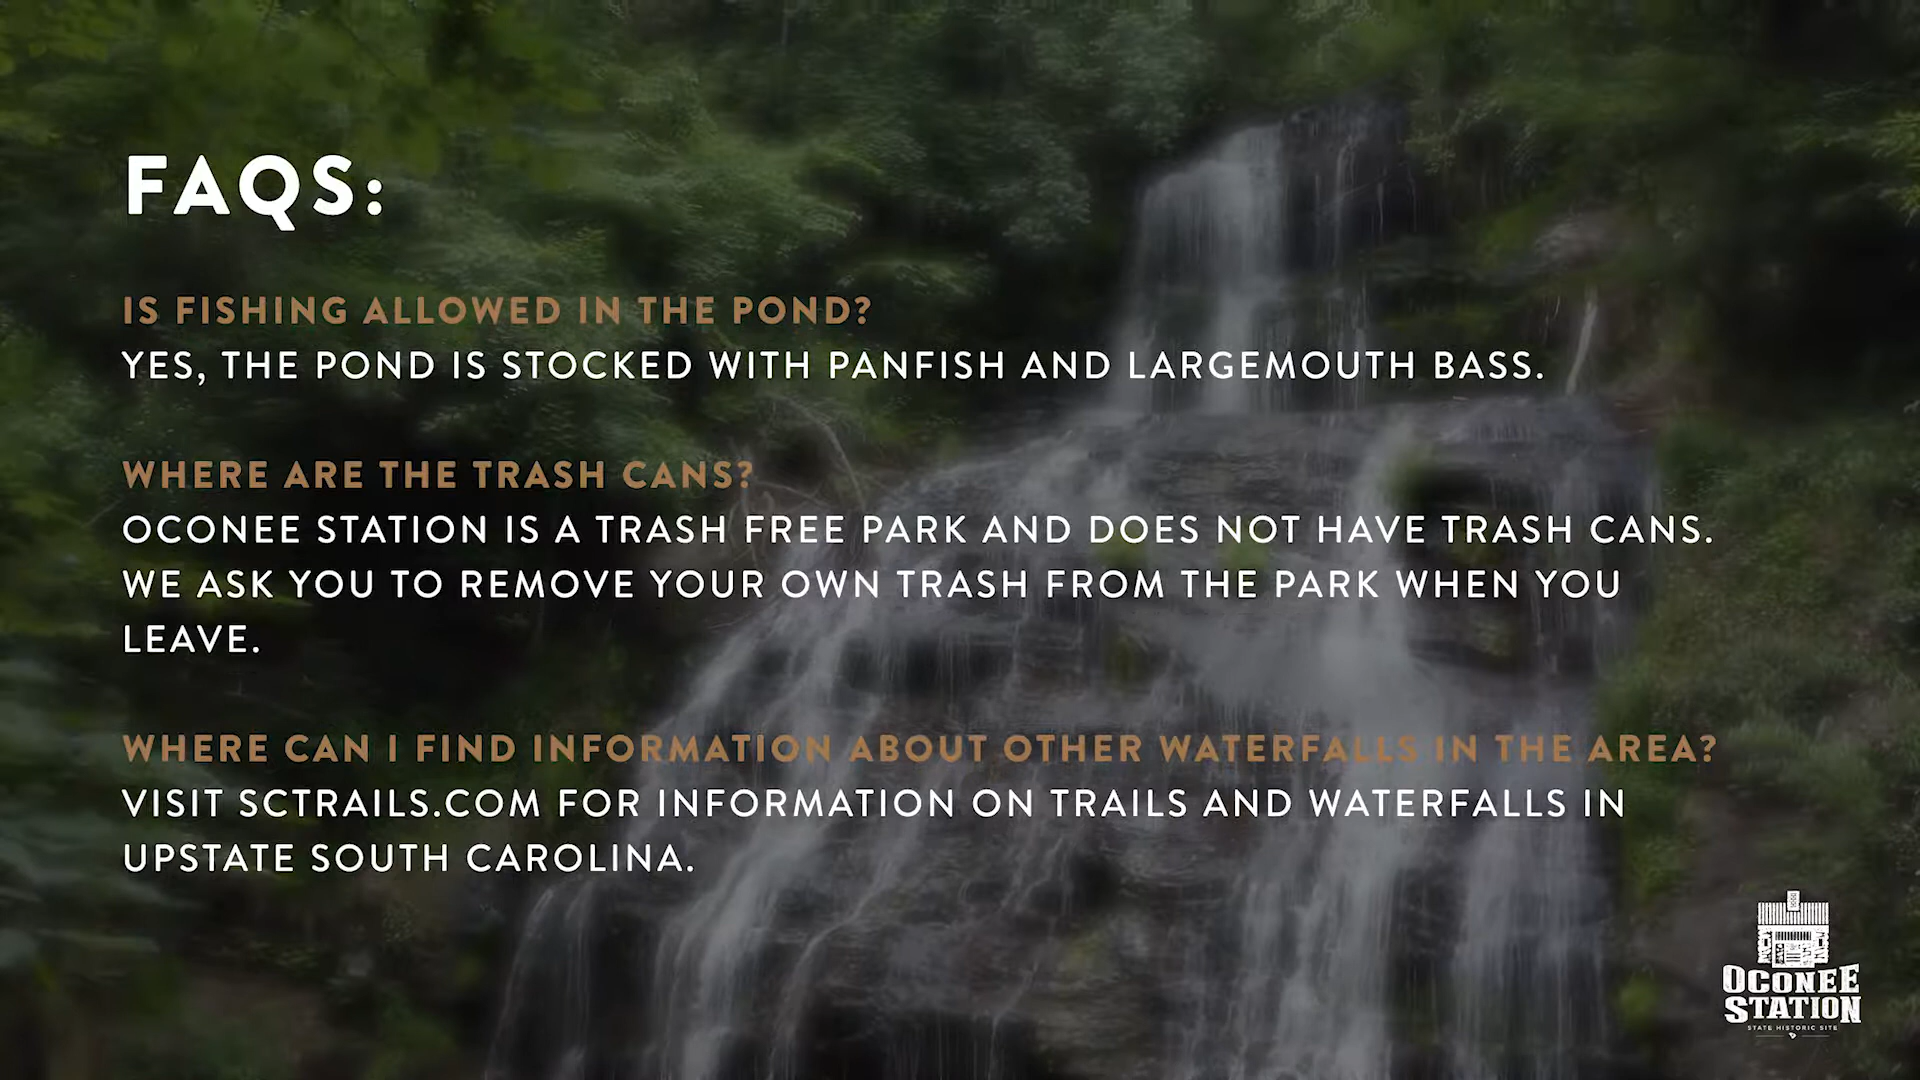 FAQS:
IS FISHING ALLOWED IN THE POND?
YES, THE POND IS STOCKED WITH PANFISH AND LARGEMOUTH BASS.
WHERE ARE THE TRASH CANS?
OCONEE STATION IS A TRASH FREE PARK AND DOES NOT HAVE TRASH CANS.
WE ASK YOU TO REMOVE YOUR OWN TRASH FROM THE PARK WHEN YOU
LEAVE.
WHERE CAN I FIND INFORMATION ABOUT OTHER WATERFALLS IN THE AREA?
VISIT SCTRAILS.COM FOR INFORMATION ON TRAILS AND WATERFALLS IN
UPSTATE SOUTH CAROLINA.
OCONEE
STATION
STATE HISTORIC SITE